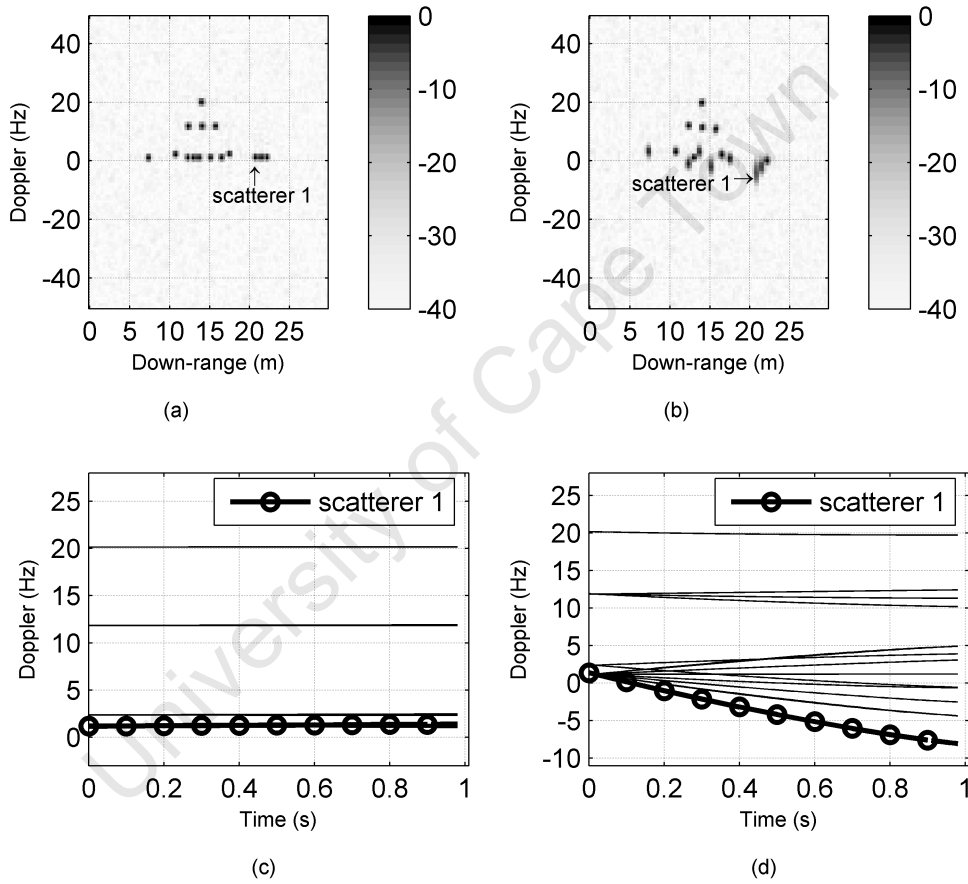 40
20
0
-20
-40
Doppler (Hz)
0 5 10 15 20 25
Down-range (m)
scatterer 1
0
-10
-20
-30
-40
(a)
40
20
0
-20
-40
Doppler (Hz)
0 5 10 15 20 25
Down-range (m)
scatterer 1
0
-10
-20
-30
-40
(b)
25
20
15
10
5
0
Doppler (Hz)
0 0.2 0.4 0.6 0.8 1
Time (s)
scatterer 1
(c)
25
20
15
10
5
0
-5
-10
Doppler (Hz)
0 0.2 0.4 0.6 0.8 1
Time (s)
scatterer 1
(d)
University of Cape Town